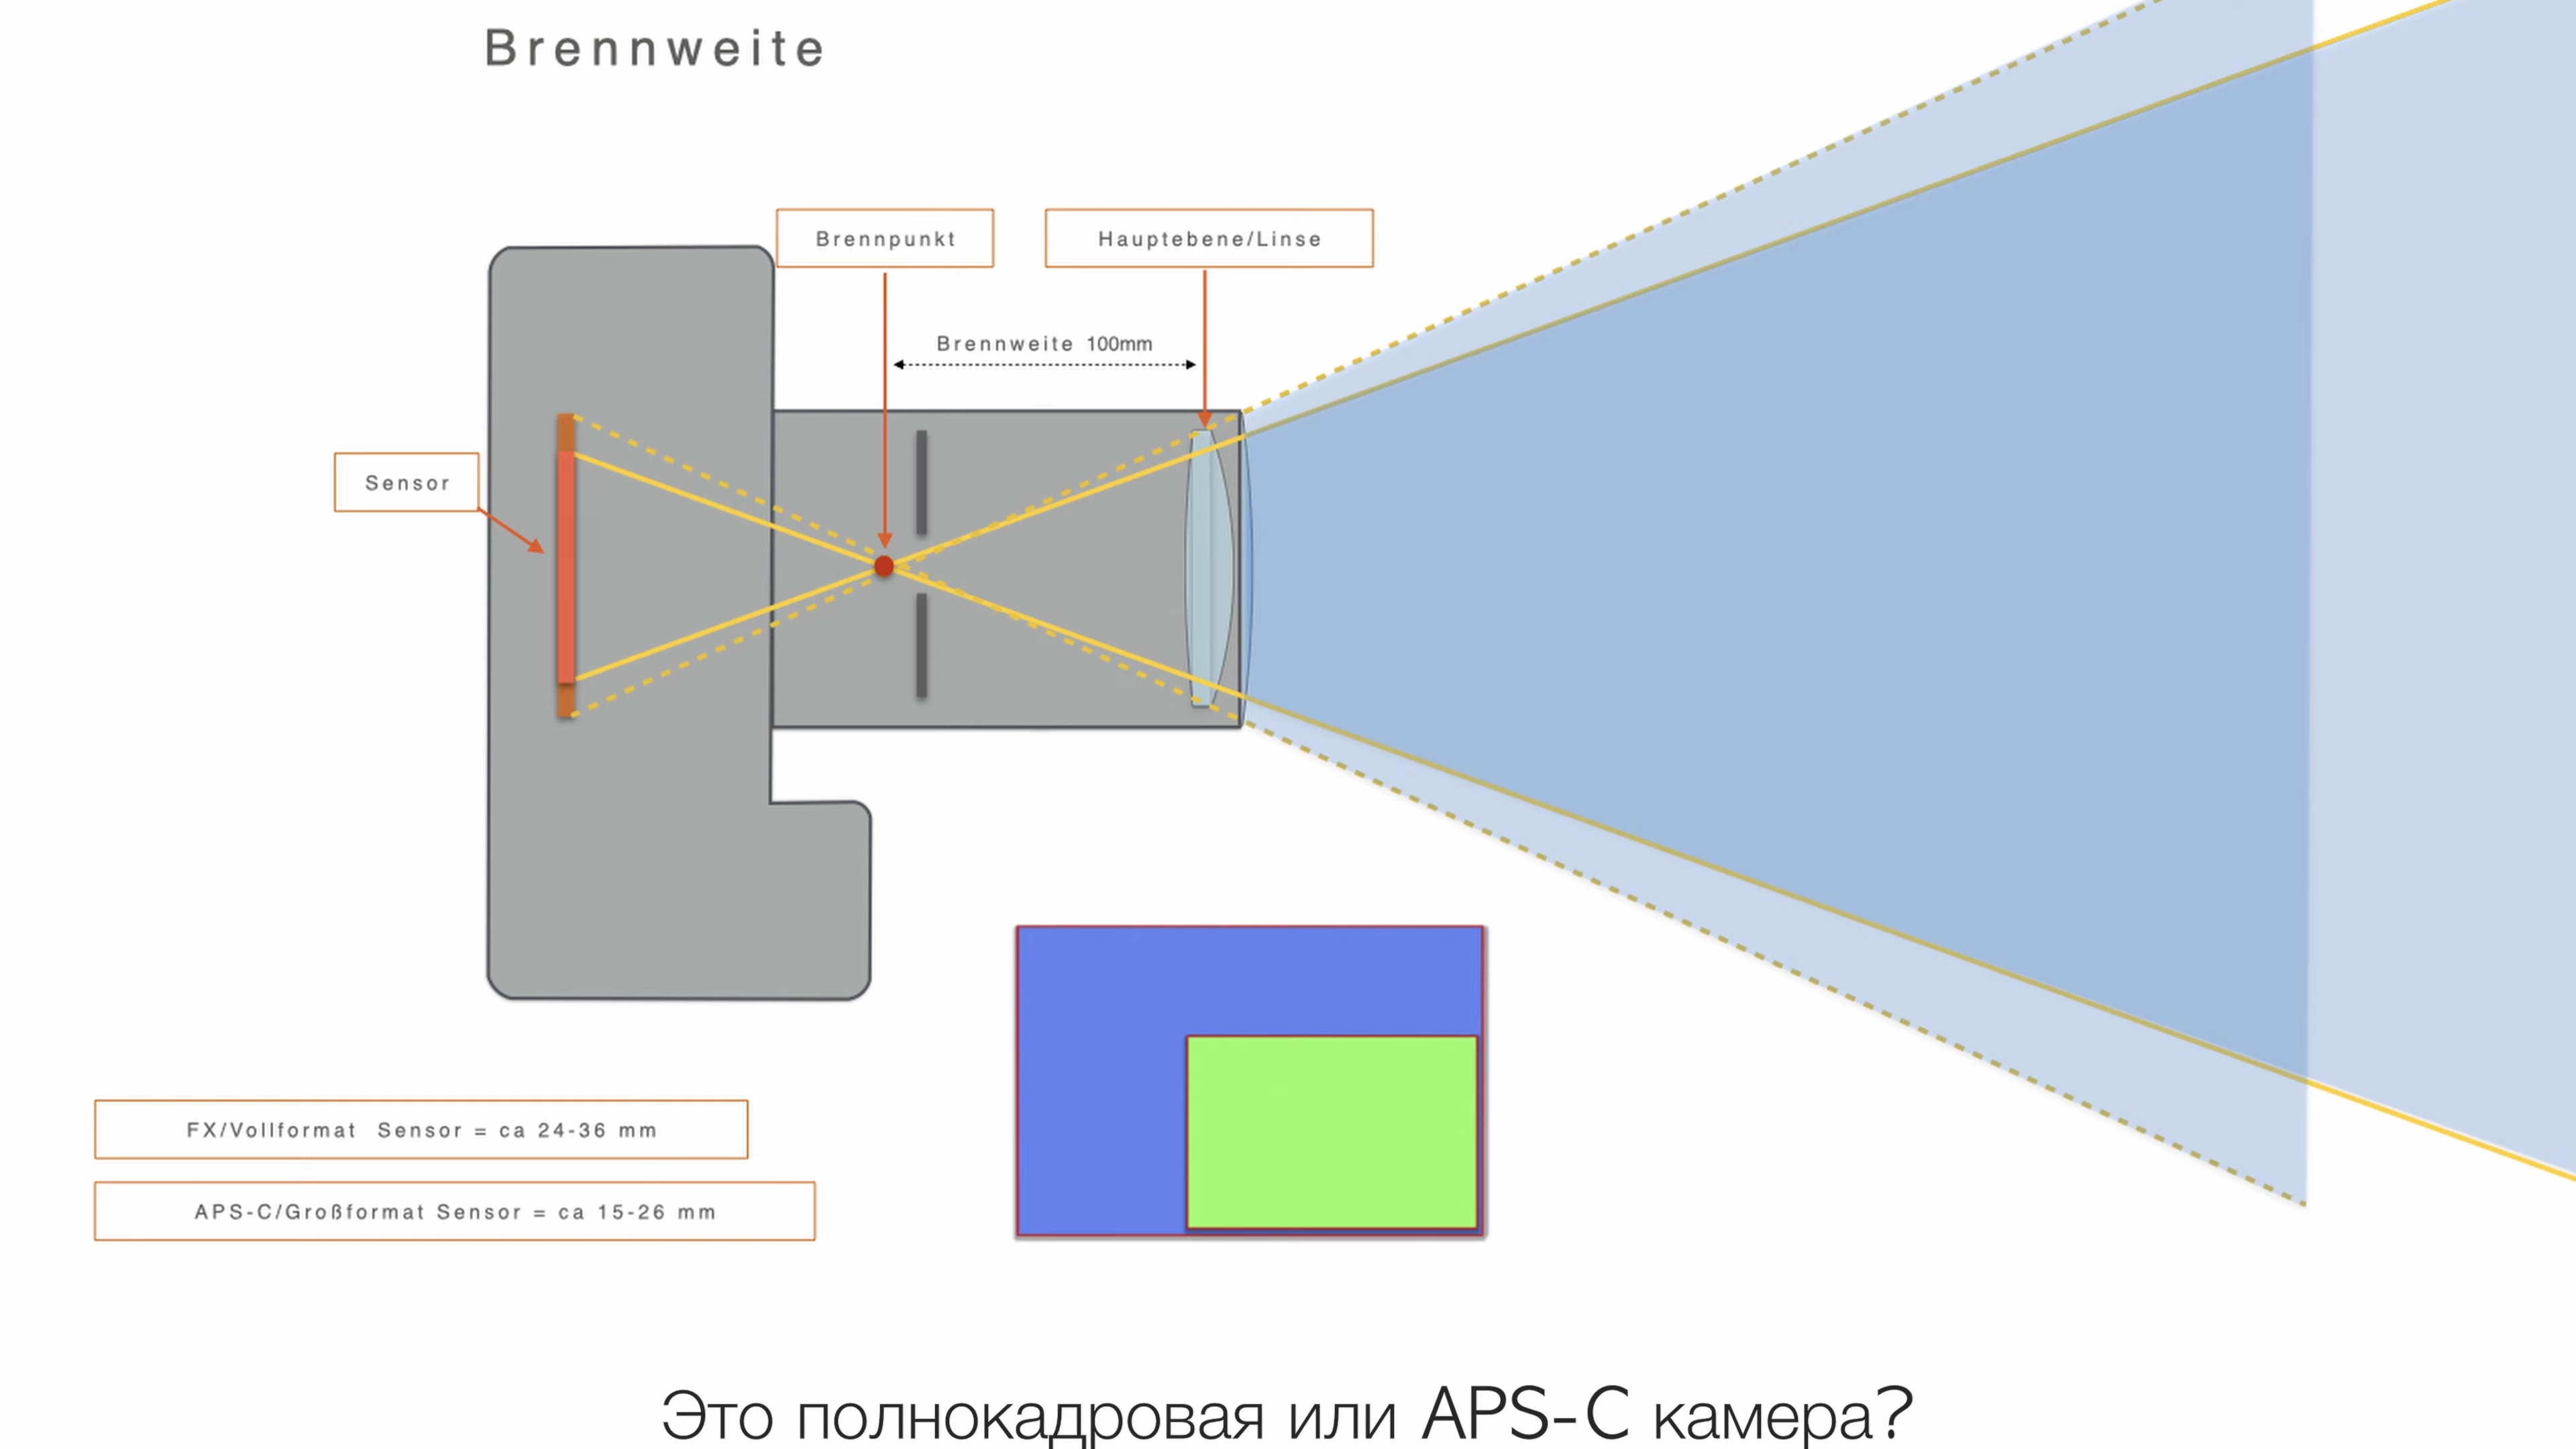 Brennweite
Brennpunkt
Hauptebene/Linse
Brennweite 100mm
Sensor
FX/Vollformat Sensor = ca 24-36 mm
APS-C/Großformat Sensor = ca 15-26 mm
Это полнокадровая или APS-C камера?